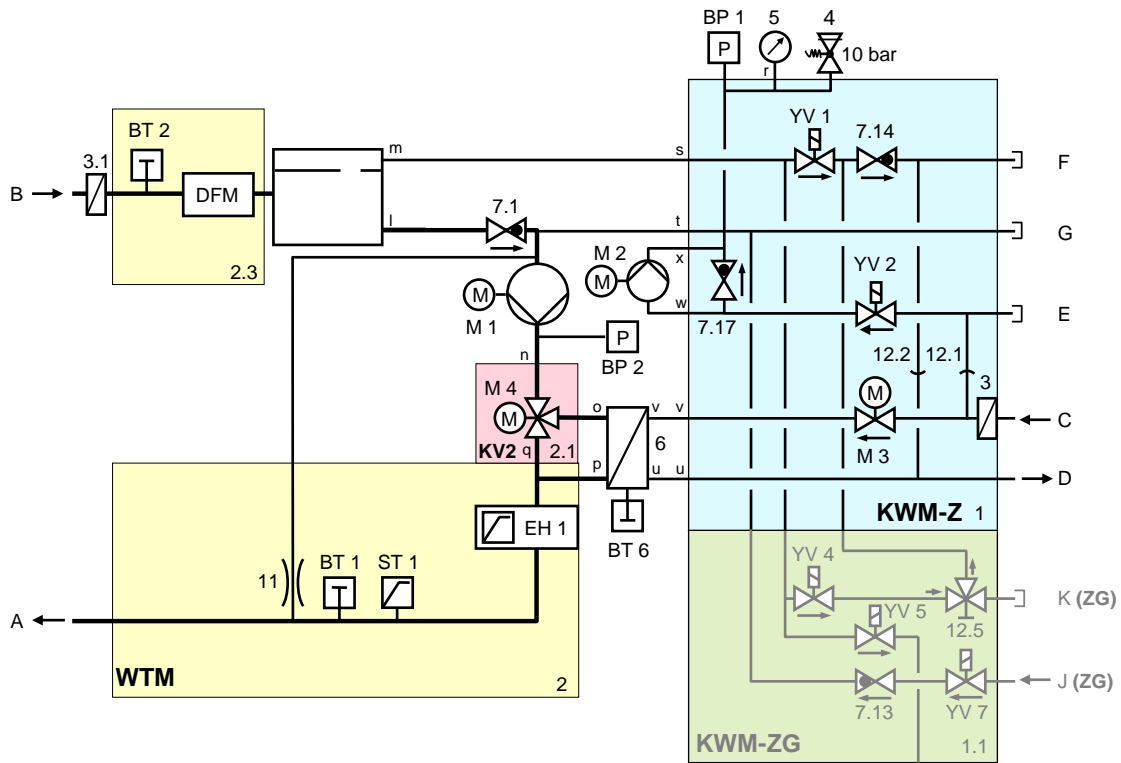 BP 1
5
4
P
10 bar
r
YV 1
7.14
BT 2
3.1
m
s
F
B
DFM
l
7.1
t
G
M 2
x
YV 2
2.3
M
M
w
E
M 1
7.17
P
n
BP 2
12.2
12.1
M 4
3
M
o
v
v
M
C
KV2
q
2.1
6
M 3
p
u
u
D
KWM-Z
1
EH 1
BT 6
YV 4
BT 1
ST 1
11
K (ZG)
YV 5
12.5
A
WTM
2
J (ZG)
7.13
YV 7
KWM-ZG
1.1